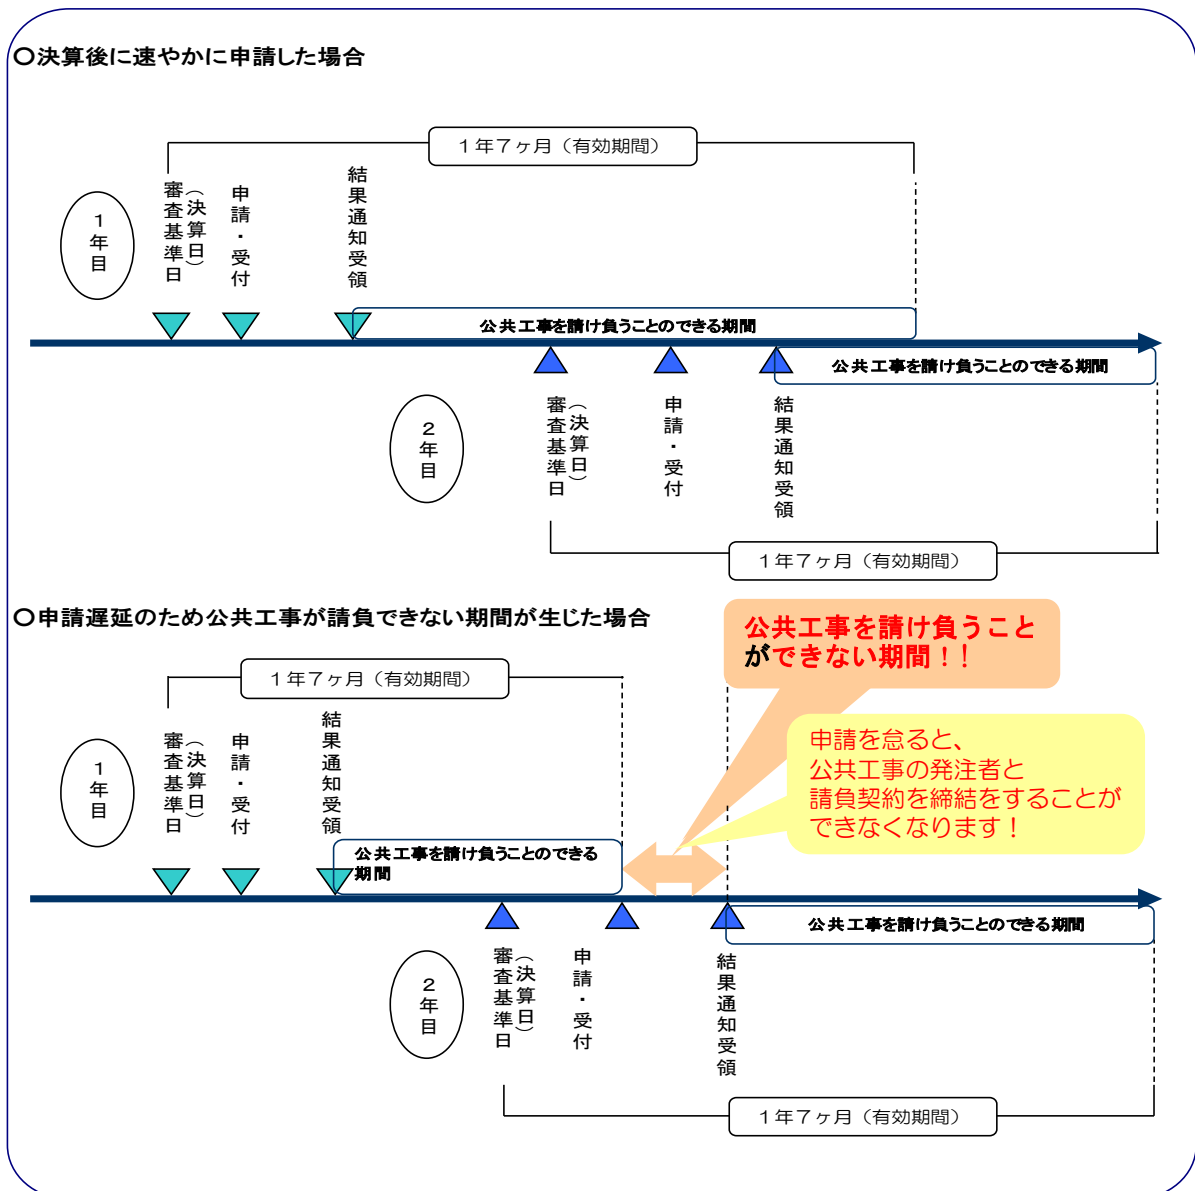 〇決算後に速やかに申請した場合
１年７ヶ月（有効期間）
１年目
審査基準日
（決算日）
申請・受付
結果通知受領
公共工事を請け負うことのできる期間
公共工事を請け負うことのできる期間
２年目
審査基準日
（決算日）
申請・受付
結果通知受領
１年７ヶ月（有効期間）
〇申請遅延のため公共工事が請負できない期間が生じた場合
公共工事を請け負うこと
ができない期間！！
１年７ヶ月（有効期間）
申請を怠ると、
公共工事の発注者と
請負契約を締結をすることが
できなくなります！
１年目
審査基準日
（決算日）
申請・受付
結果通知受領
公共工事を請け負うことのできる
期間
公共工事を請け負うことのできる期間
２年目
審査基準日
（決算日）
申請・受付
結果通知受領
１年７ヶ月（有効期間）